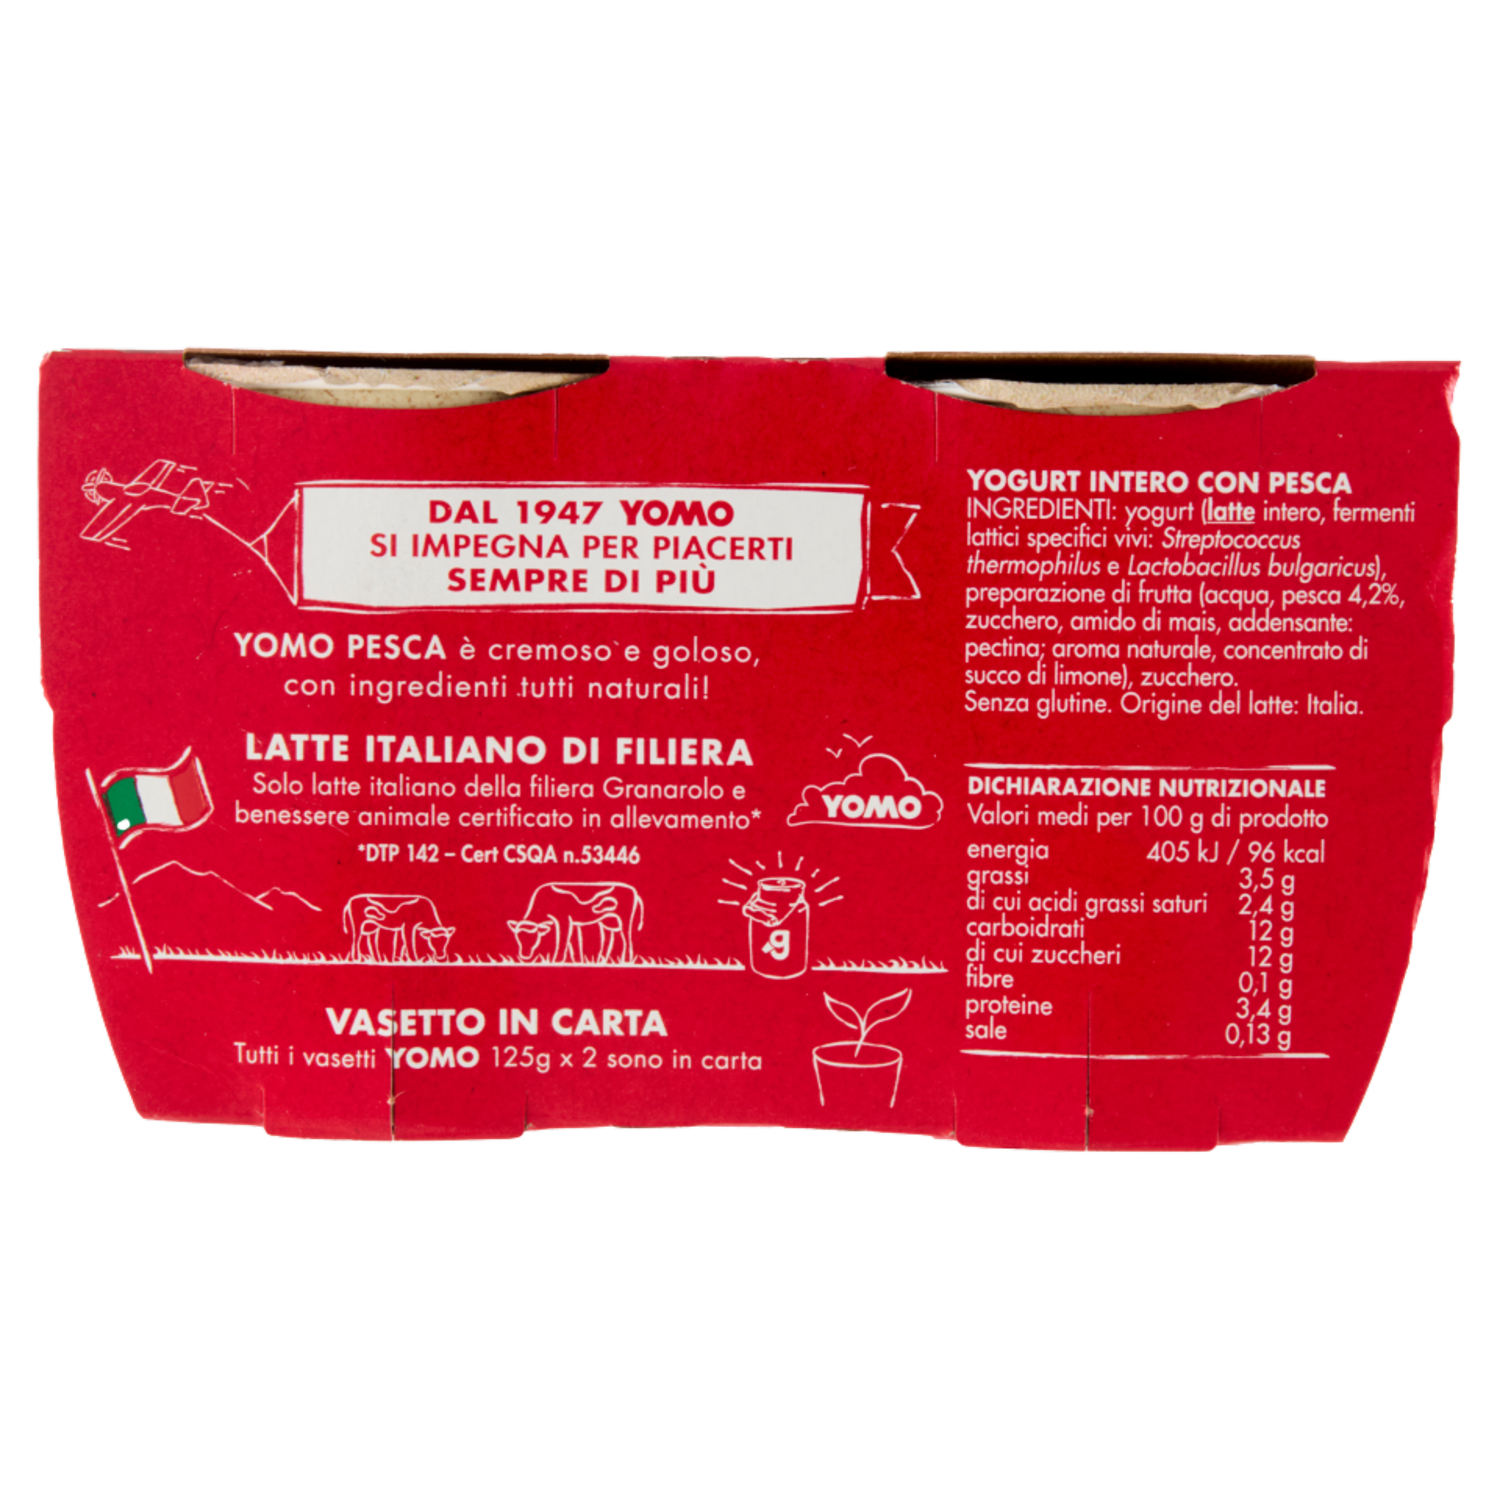 DAL 1947 YOMO
SI IMPEGNA PER PIACERTI
SEMPRE DI PIÙ
YOMO PESCA è cremoso e goloso,
con ingredienti tutti naturali!
LATTE ITALIANO DI FILIERA
Solo latte italiano della filiera Granarolo e
benessere animale certificato in allevamento*
*DTP 142 – Cert CSQA n.53446
YOMO
g
VASETTO IN CARTA
Tutti i vasetti YOMO 125g x 2 sono in carta
YOGURT INTERO CON PESCA
INGREDIENTI: yogurt (latte intero, fermenti
lattici specifici vivi: Streptococcus
thermophilus e Lactobacillus bulgaricus),
preparazione di frutta (acqua, pesca 4,2%,
zucchero, amido di mais, addensante:
pectina; aroma naturale, concentrato di
succo di limone), zucchero.
Senza glutine. Origine del latte: Italia.
DICHIARAZIONE NUTRIZIONALE
Valori medi per 100 g di prodotto
energia 405 kJ / 96 kcal
grassi 3,5 g
di cui acidi grassi saturi 2,4 g
carboidrati 12 g
di cui zuccheri 12 g
fibre 0,1 g
proteine 3,4 g
sale 0,13 g